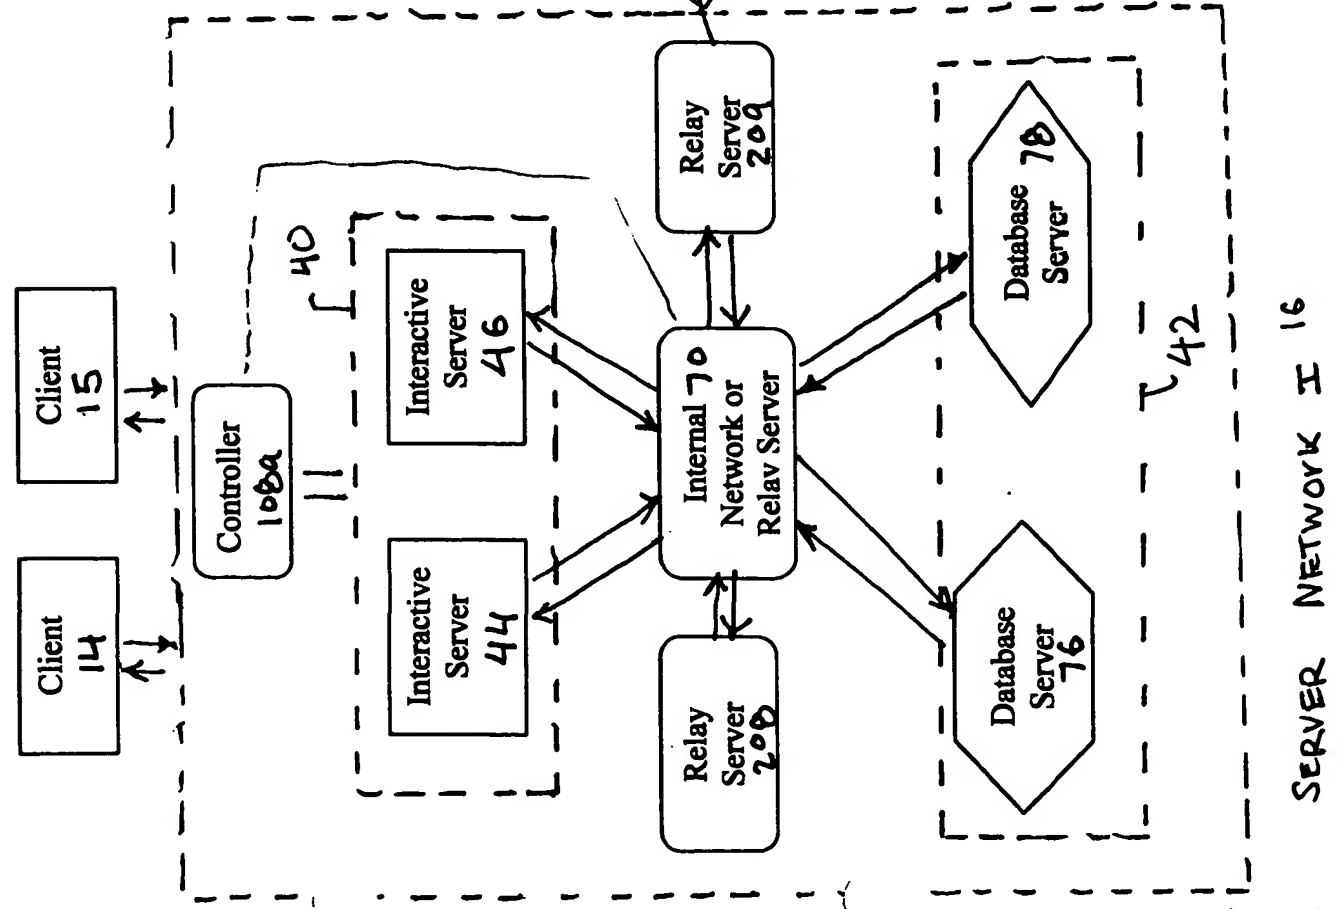 Client
14
Client
15
Controller
108a
40
Interactive
Server
44
Interactive
Server
46
Relay
Server
208
Internal 70
Network or
Relay Server
Relay
Server
209
Database
Server
76
Database
Server 78
42
SERVER NETWORK I 16